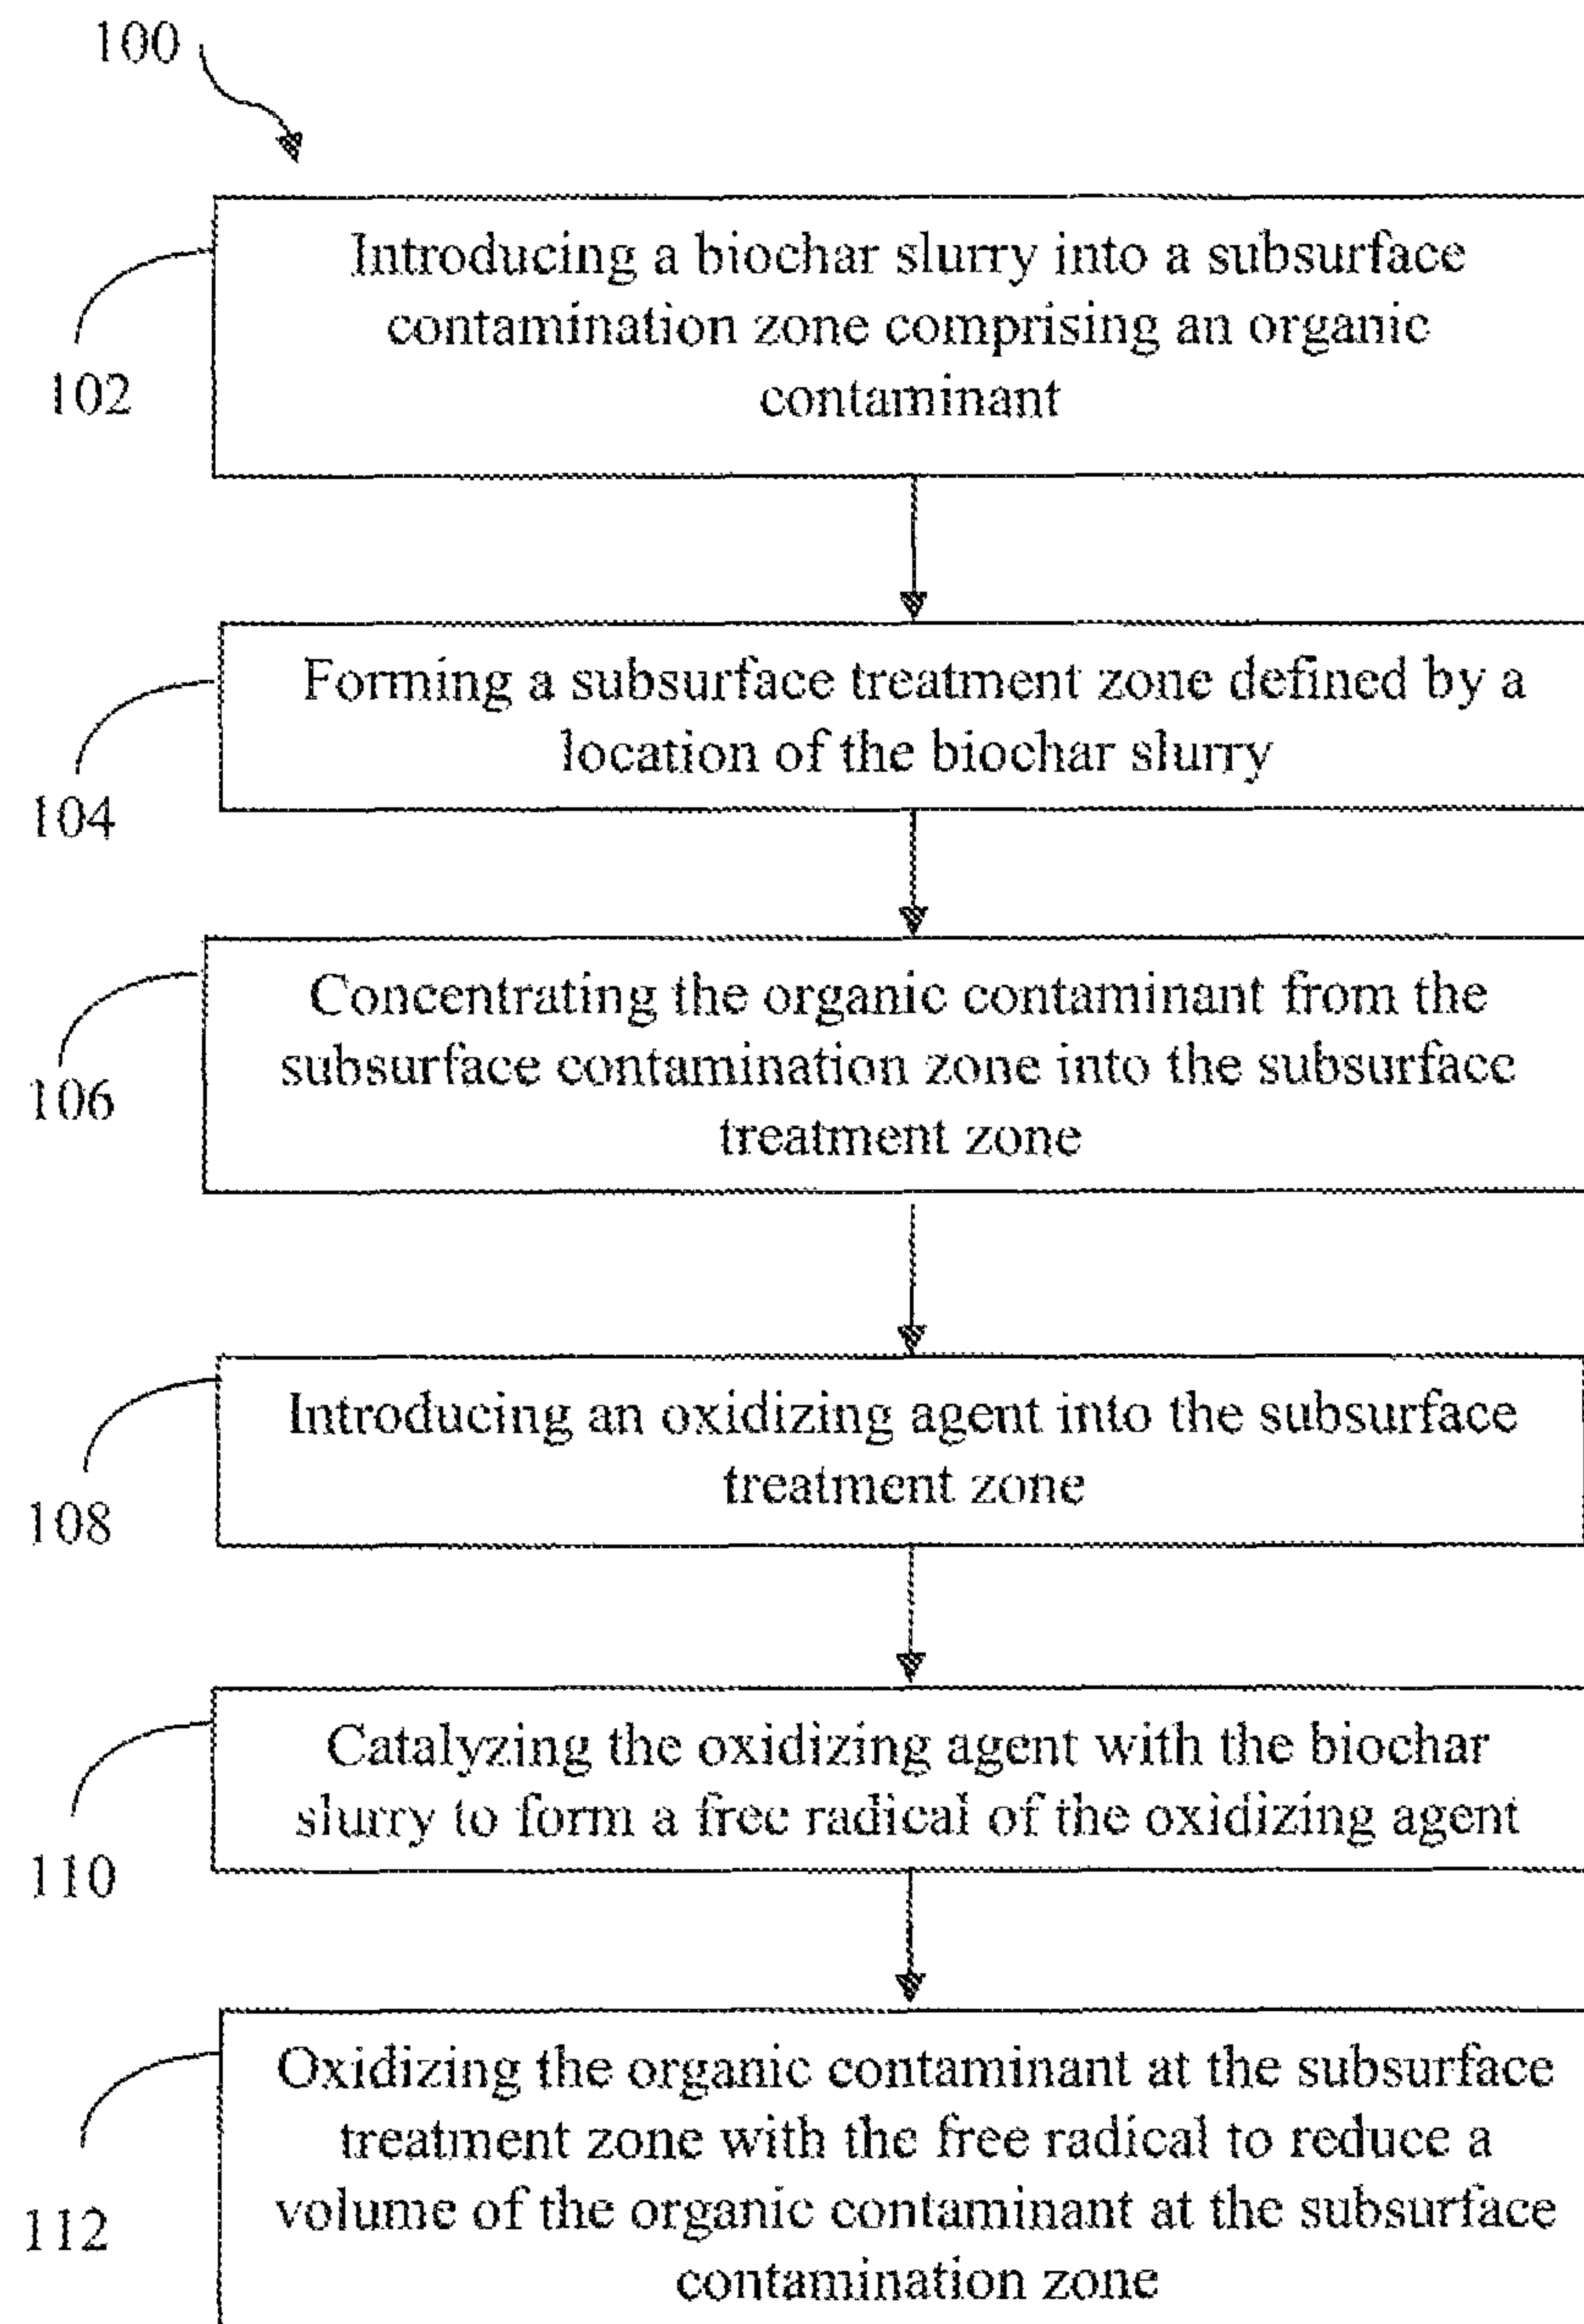 100
Introducing a biochar slurry into a subsurface
contamination zone comprising an organic
contaminant
102
Forming a subsurface treatment zone defined by a
location of the biochar slurry
104
Concentrating the organic contaminant from the
subsurface contamination zone into the subsurface
treatment zone
106
Introducing an oxidizing agent into the subsurface
treatment zone
108
Catalyzing the oxidizing agent with the biochar
slurry to form a free radical of the oxidizing agent
110
Oxidizing the organic contaminant at the subsurface
treatment zone with the free radical to reduce a
volume of the organic contaminant at the subsurface
contamination zone
112